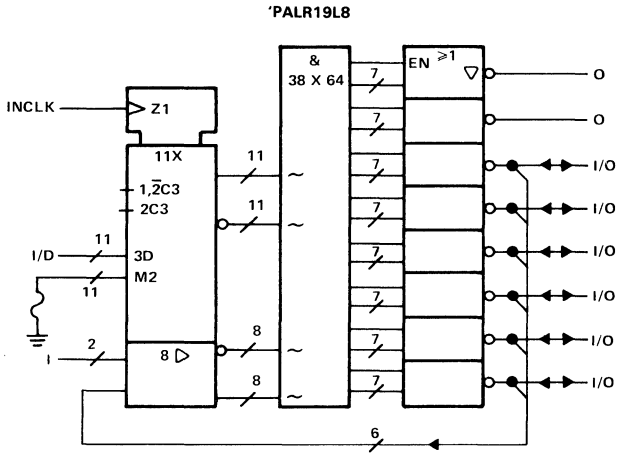 'PALR19L8
&
38 X 64
EN ⩾1
▽
7
O
INCLK
Z1
7
O
11X
11
~
7
I/O
1,2̅C3
2C3
11
~
7
I/O
I/D
11
3D
7
I/O
M2
11
7
I/O
I
2
8 ▷
8
~
7
I/O
8
~
7
I/O
6